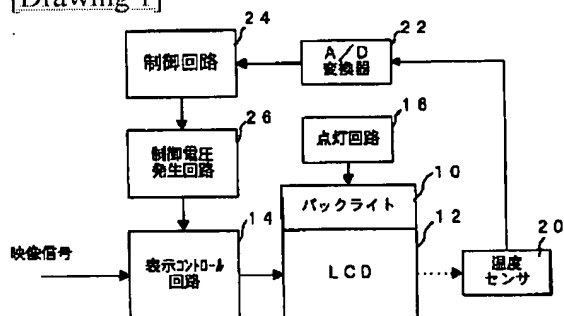 [Drawing 1]
24
制御回路
22
A/D
変換器
26
制御電圧
発生回路
16
点灯回路
10
バックライト
14
12
20
映像信号
表示コントロール
回路
LCD
温度
センサ